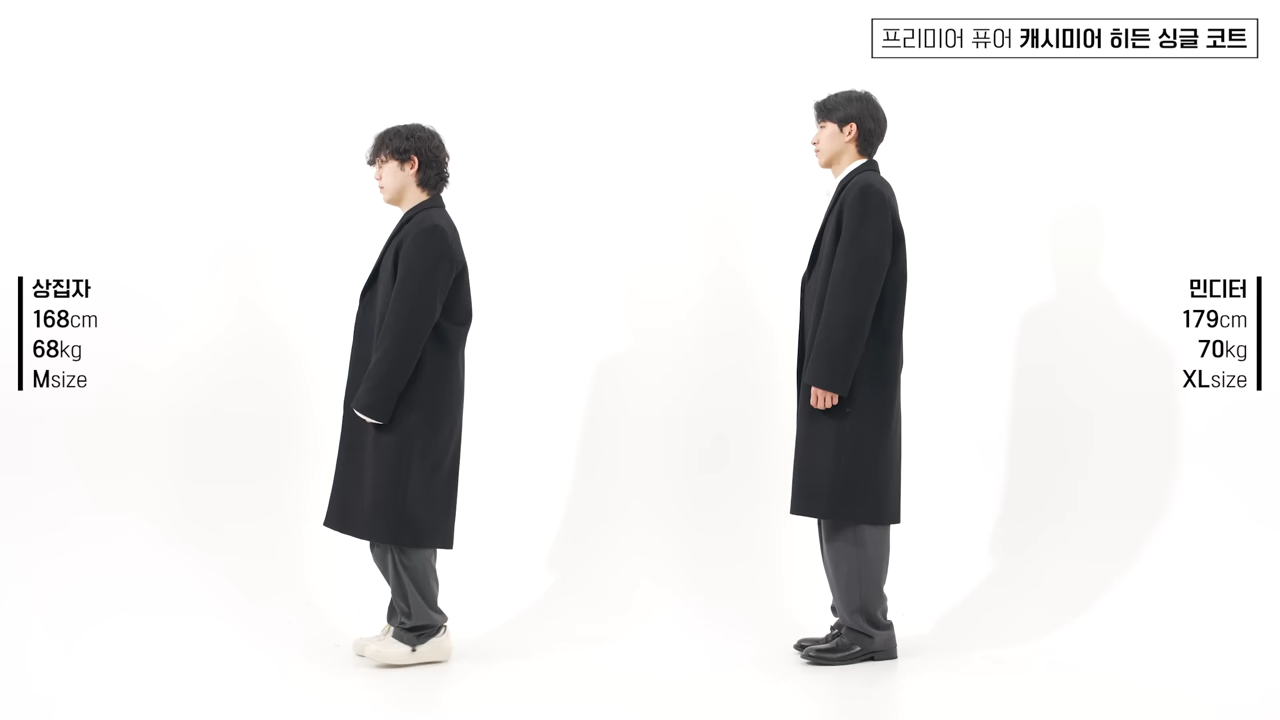 프리미어 퓨어 캐시미어 히든 싱글 코트
상집자
168cm
68kg
Msize
민디터
179cm
70kg
XLsize